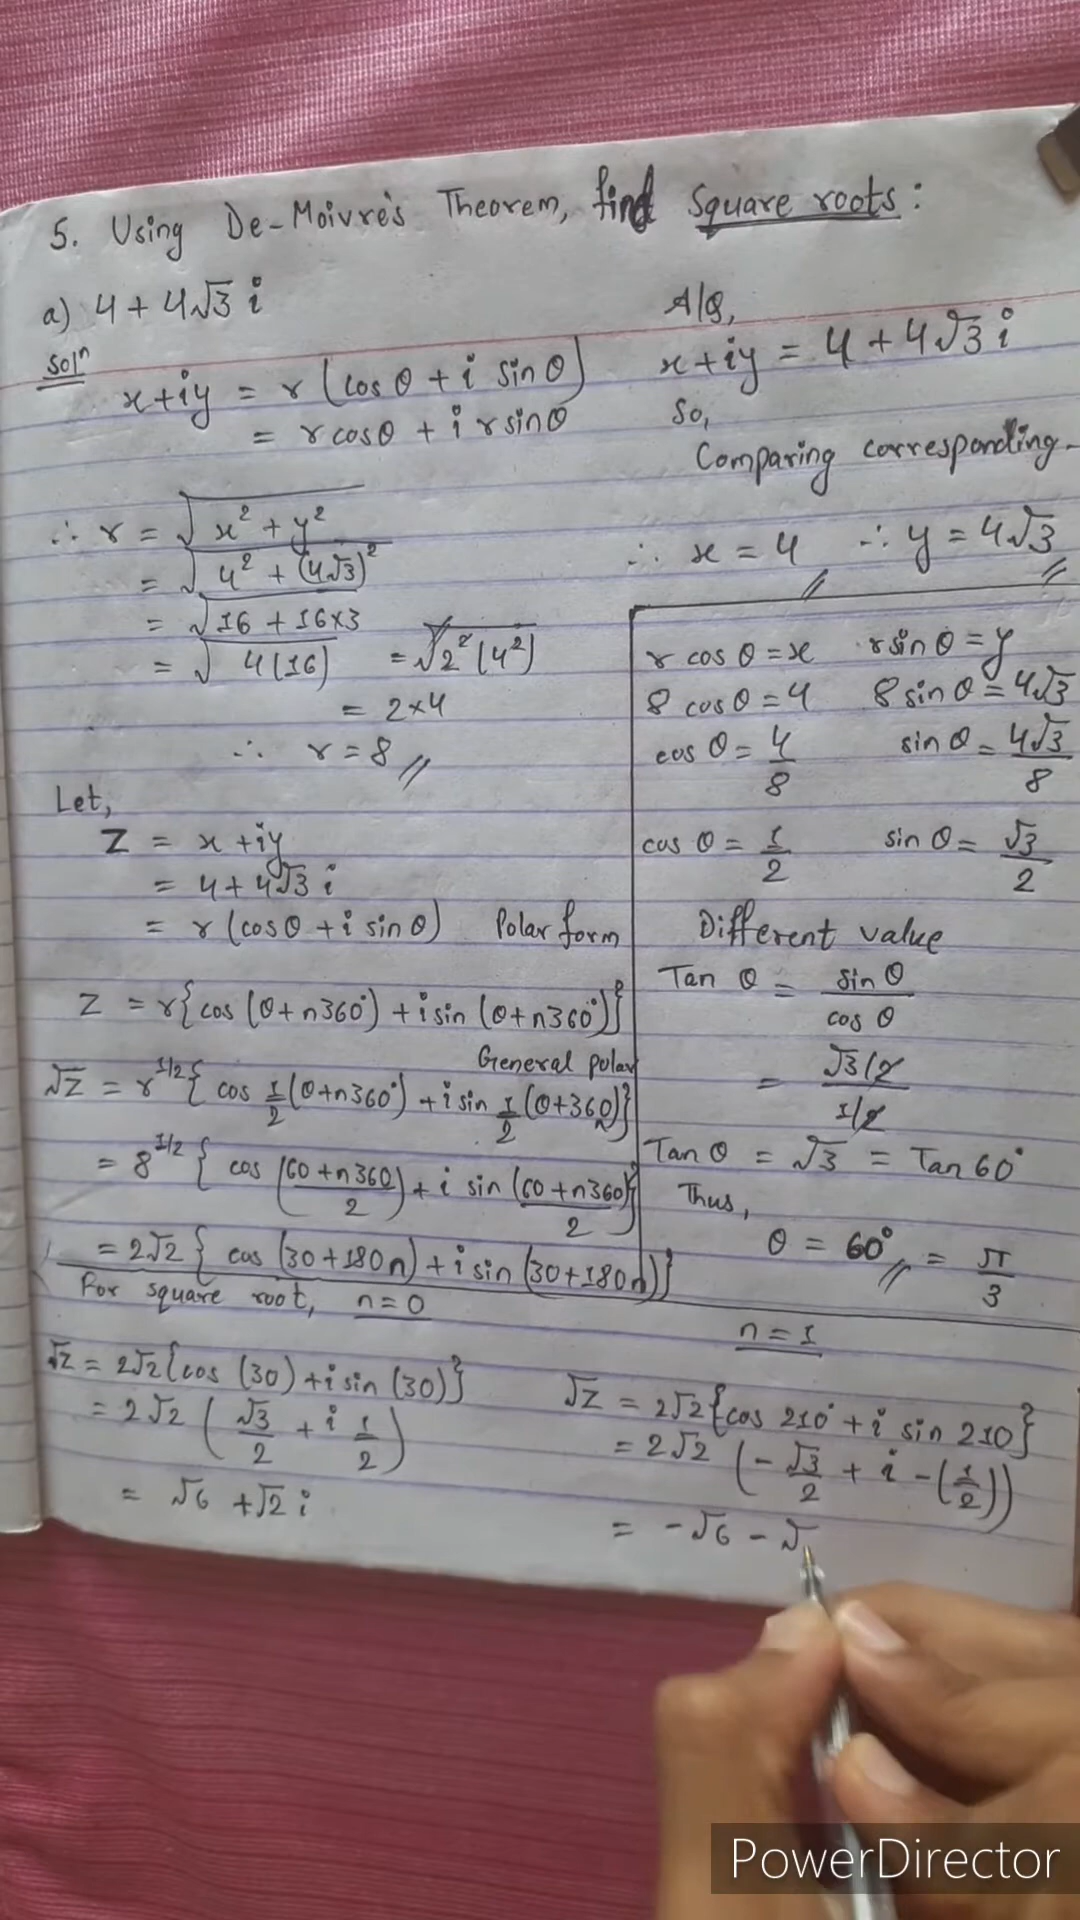 5. Using De-Moivre's Theorem, find Square roots:
a) 4 + 4√3 i
Solⁿ
x+iy = r (cos θ + i sin θ)
= r cos θ + i r sin θ
∴ r = √x² + y²
= √4² + (4√3)²
= √16 + 16×3
= √4(16) = √2²(4²)
= 2×4
∴ r = 8 //
A/Q,
x+iy = 4 + 4√3 i
So,
Comparing corresponding-
∴ x = 4 // ∴ y = 4√3 //
r cos θ = x r sin θ = y
8 cos θ = 4 8 sin θ = 4√3
cos θ = 4/8 sin θ = 4√3/8
cos θ = 1/2 sin θ = √3/2
Different value
Tan θ = sin θ/cos θ
= √3/2 / 1/2
Tan θ = √3 = Tan 60°
Thus,
θ = 60° // = π/3
Let,
Z = x + iy
= 4 + 4√3 i
= r (cos θ + i sin θ) Polar form
Z = r{cos (θ+n360°) + i sin (θ+n360°)}
General polar
√Z = r^1/2 { cos 1/2 (θ+n360°) + i sin 1/2 (θ+360n)}
= 8^1/2 { cos (60+n360/2) + i sin (60+n360/2)}
= 2√2 { cos (30+180n) + i sin (30+180n)}
For square root, n=0
√Z = 2√2{cos (30) + i sin (30)}
= 2√2 ( √3/2 + i 1/2 )
= √6 + √2 i
n = 1
√Z = 2√2{cos 210° + i sin 210}
= 2√2 (-√3/2 + i -(1/2))
= -√6 - √
PowerDirector